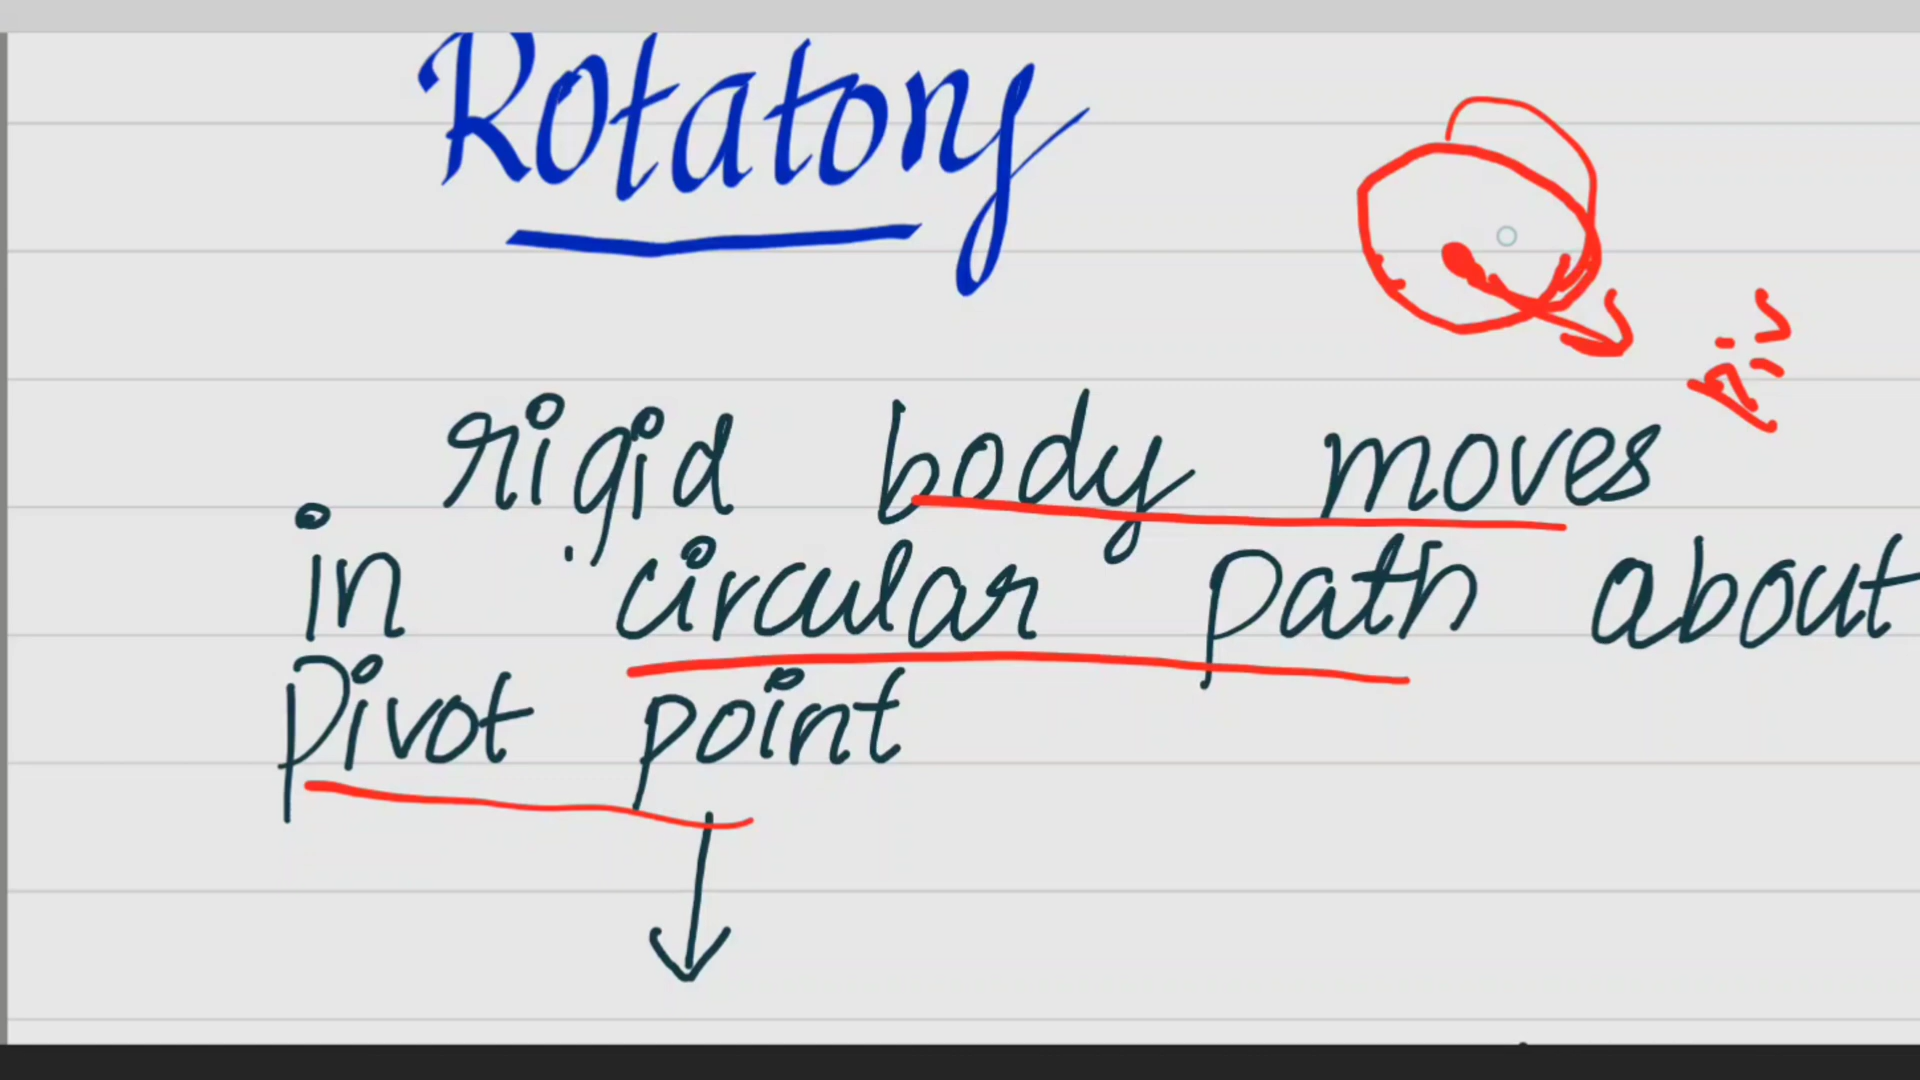 Rotatory
rigid body moves
in circular path about
pivot point